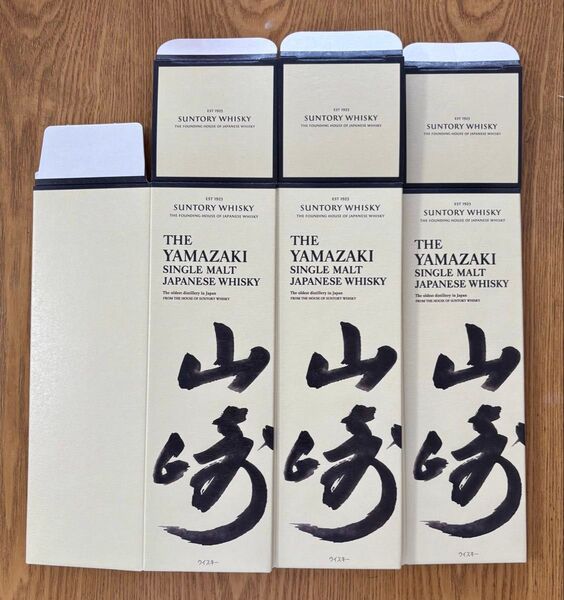 EST 1923
SUNTORY WHISKY
THE FOUNDING HOUSE OF JAPANESE WHISKY
EST 1923
SUNTORY WHISKY
THE FOUNDING HOUSE OF JAPANESE WHISKY
EST 1923
SUNTORY WHISKY
THE FOUNDING HOUSE OF JAPANESE WHISKY
EST 1923
SUNTORY WHISKY
THE FOUNDING HOUSE OF JAPANESE WHISKY
THE
YAMAZAKI
SINGLE MALT
JAPANESE WHISKY
The oldest distillery in Japan
FROM THE HOUSE OF SUNTORY WHISKY
山
崎
ウイスキー
EST 1923
SUNTORY WHISKY
THE FOUNDING HOUSE OF JAPANESE WHISKY
THE
YAMAZAKI
SINGLE MALT
JAPANESE WHISKY
The oldest distillery in Japan
FROM THE HOUSE OF SUNTORY WHISKY
山
崎
ウイスキー
EST 1923
SUNTORY WHISKY
THE FOUNDING HOUSE OF JAPANESE WHISKY
THE
YAMAZAKI
SINGLE MALT
JAPANESE WHISKY
The oldest distillery in Japan
FROM THE HOUSE OF SUNTORY WHISKY
山
崎
ウイスキー